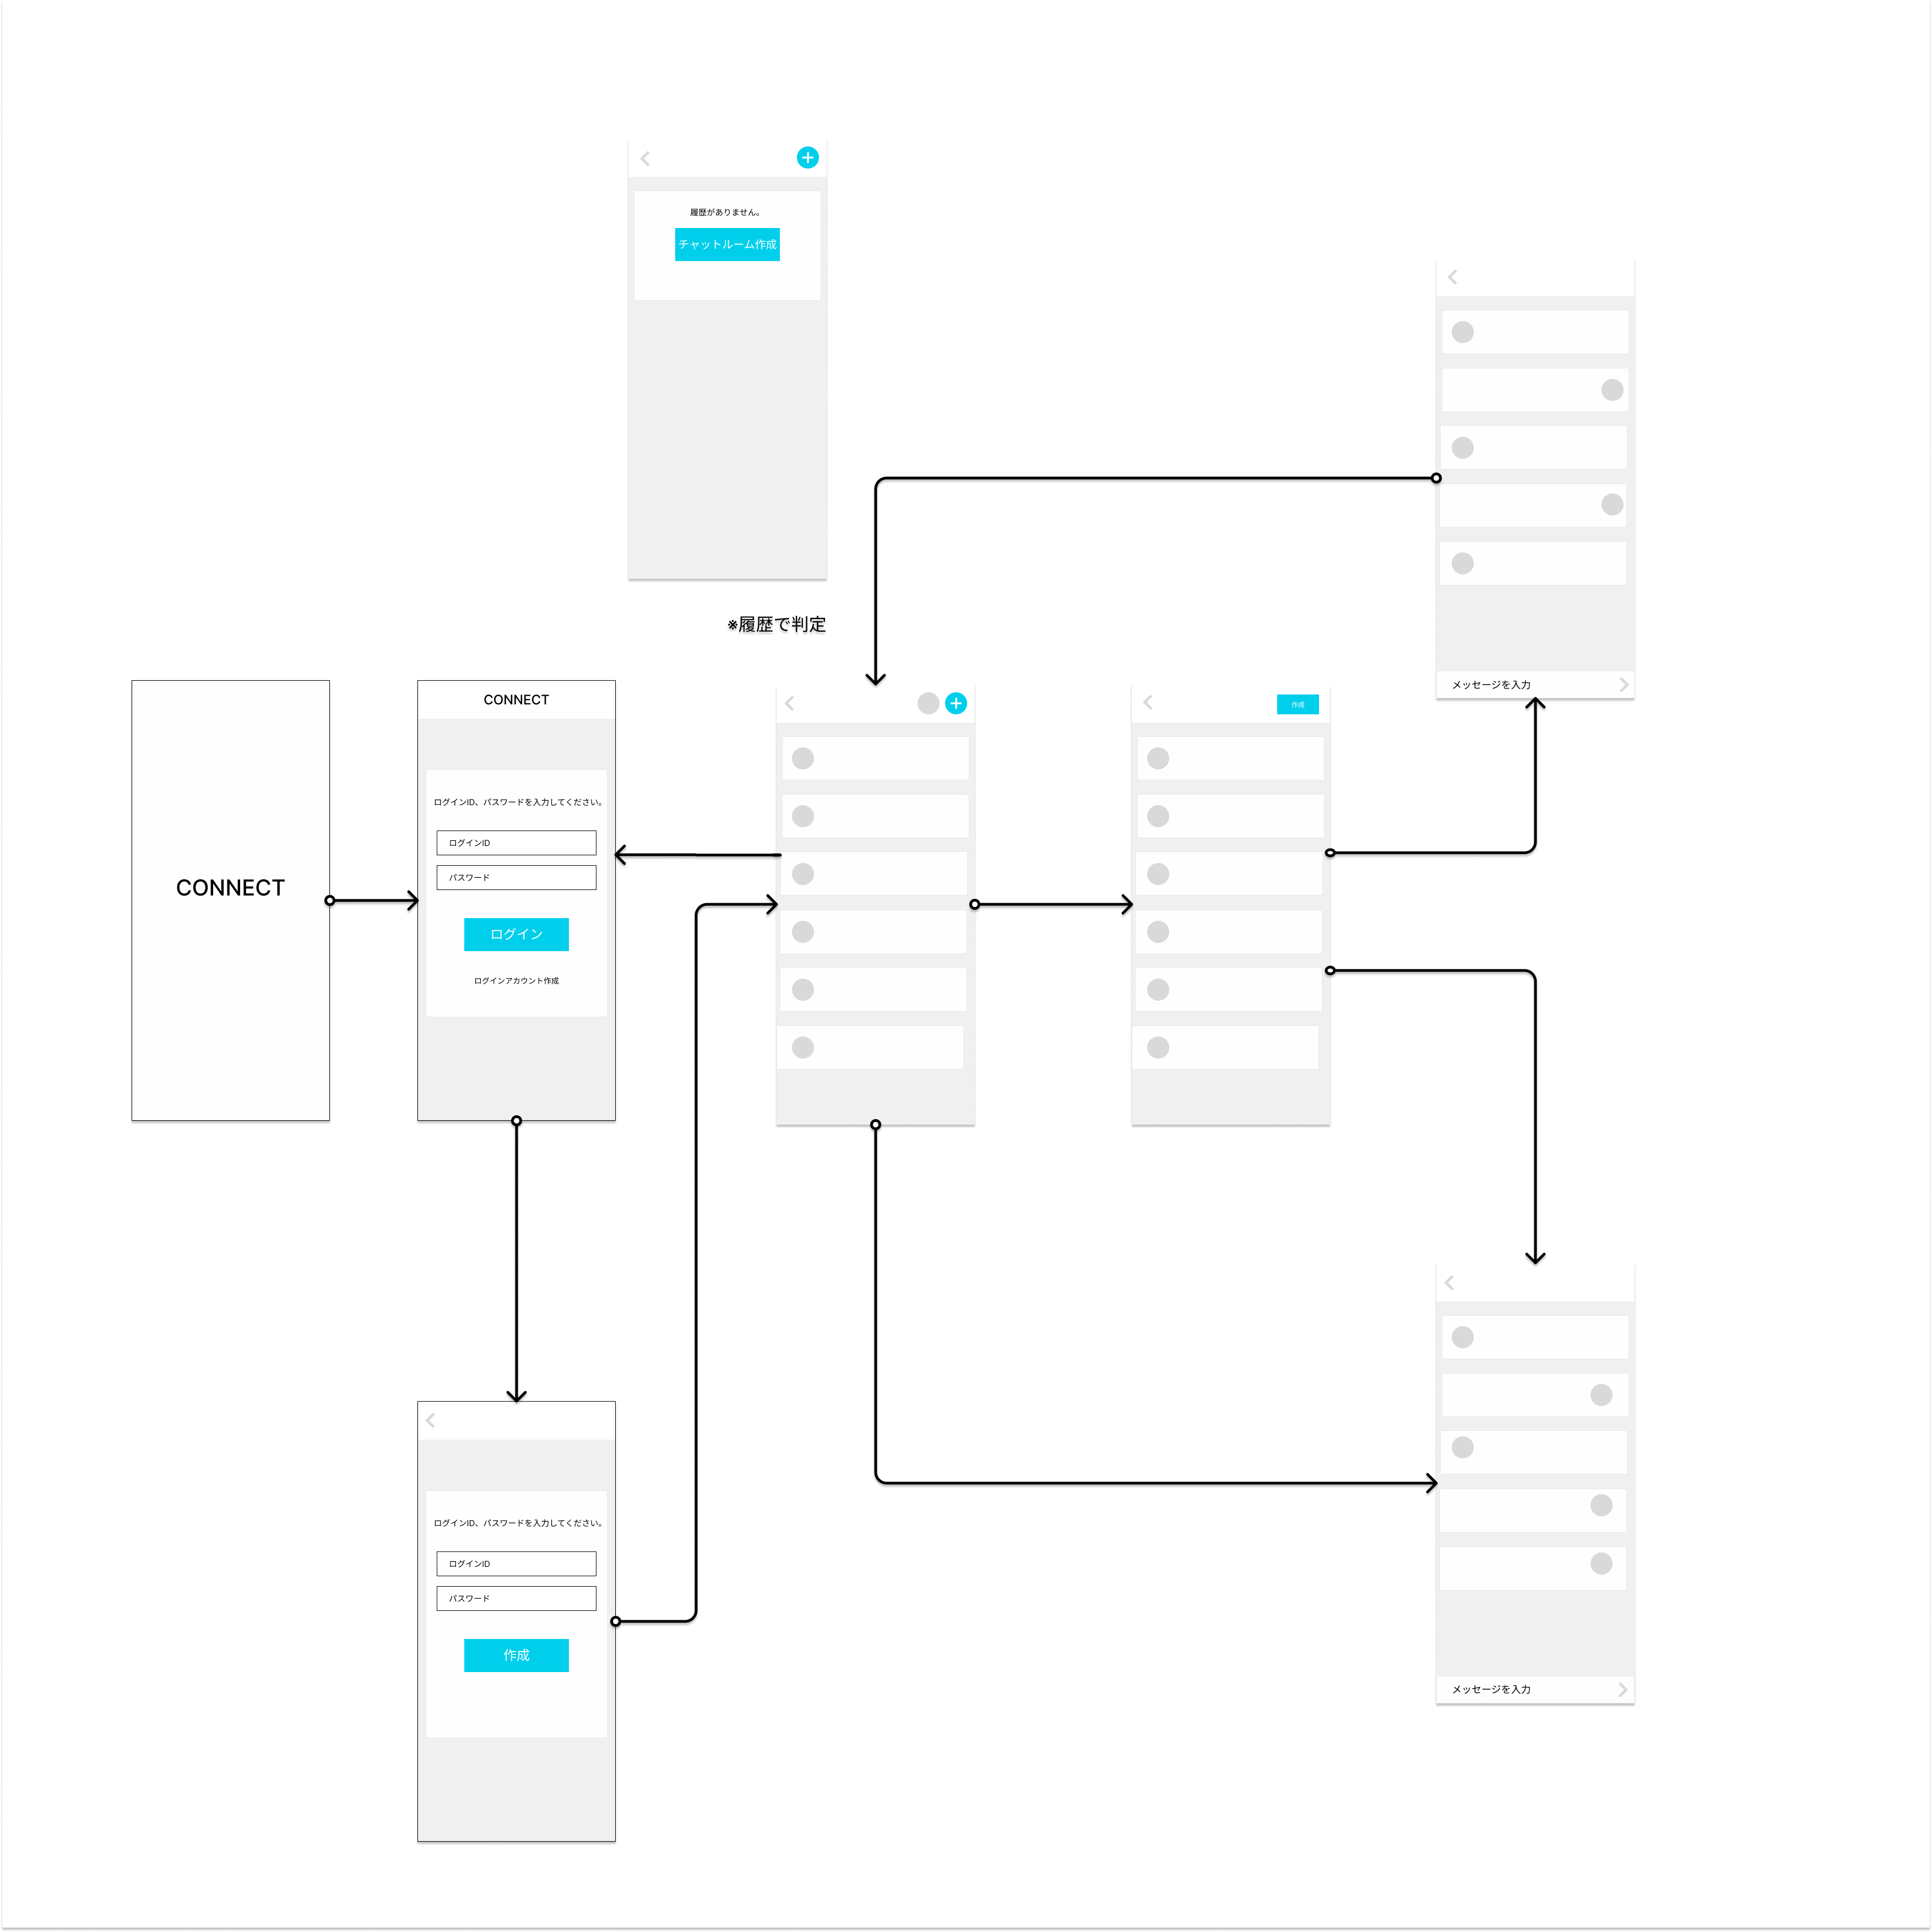 履歴がありません。
チャットルーム作成
※履歴で判定
メッセージを入力
CONNECT
CONNECT
ログインID、パスワードを入力してください。
ログインID
パスワード
ログイン
ログインアカウント作成
作成
ログインID、パスワードを入力してください。
ログインID
パスワード
作成
メッセージを入力